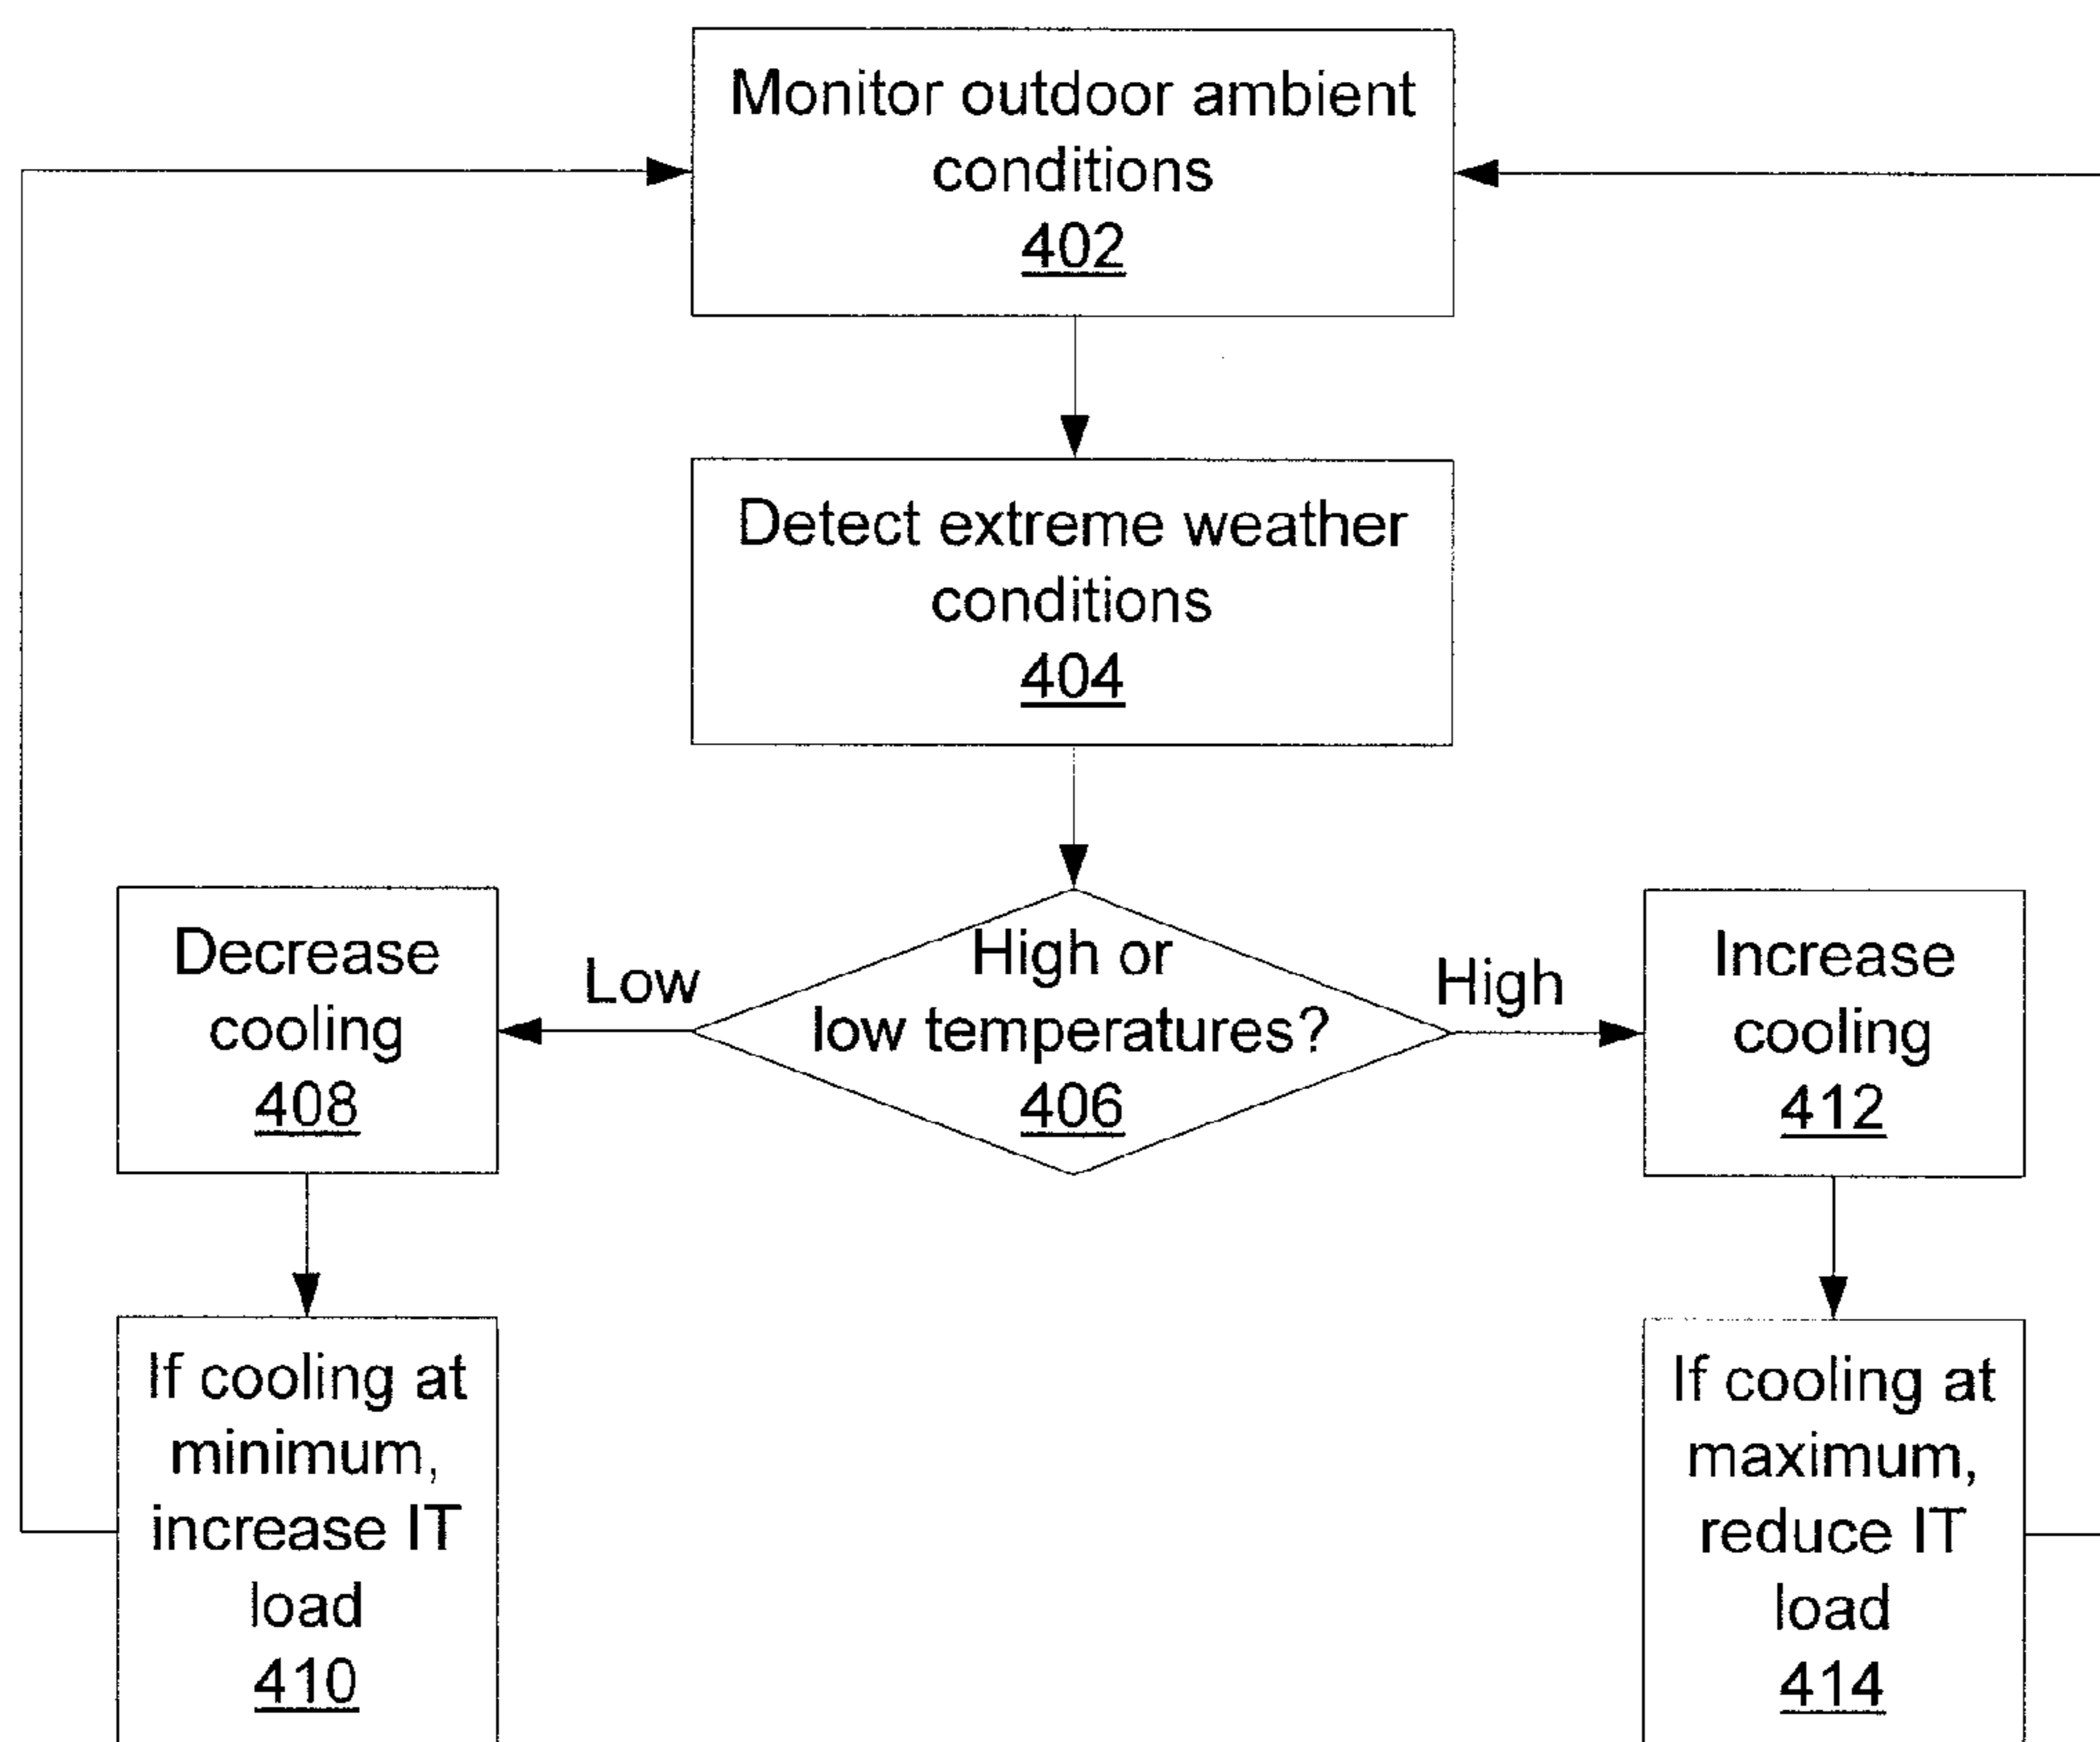 Monitor outdoor ambient
conditions
402
Detect extreme weather
conditions
404
Decrease
cooling
408
Low
High or
low temperatures?
406
High
Increase
cooling
412
If cooling at
minimum,
increase IT
load
410
If cooling at
maximum,
reduce IT
load
414